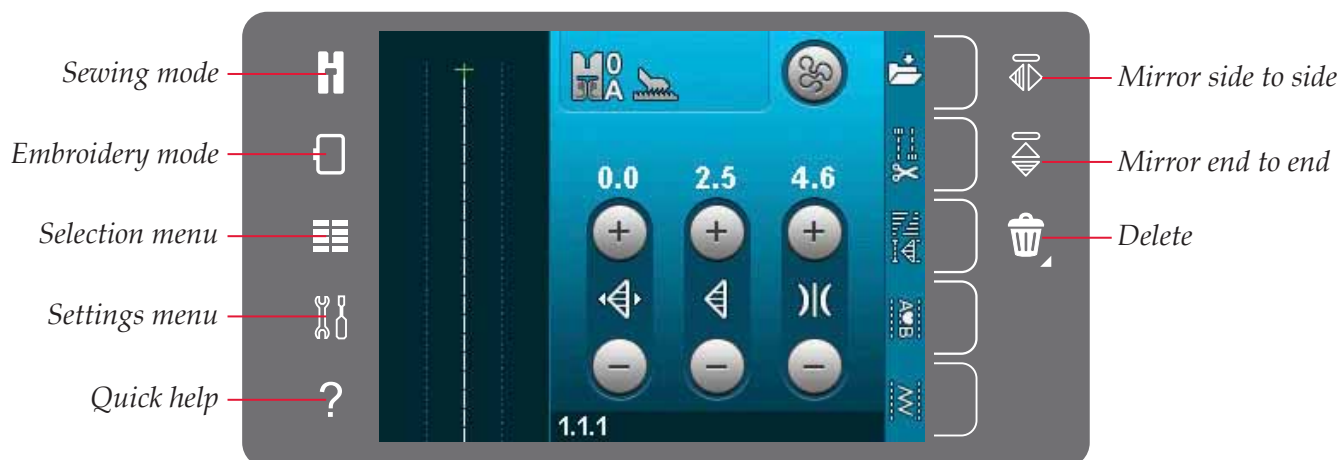 Sewing mode
Embroidery mode
Selection menu
Settings menu
Quick help
?
0
A
0.0 2.5 4.6
+ + +
- - -
1.1.1
A♥B
Mirror side to side
Mirror end to end
Delete